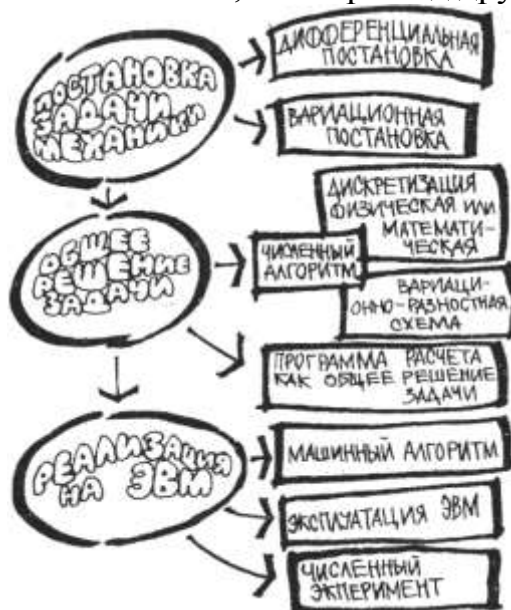 ПОСТАНОВКА
ЗАДАЧИ
МЕХАНИКИ
ДИФФЕРЕНЦИАЛЬНАЯ
ПОСТАНОВКА
ВАРИАЦИОННАЯ
ПОСТАНОВКА
ОБЩЕЕ
РЕШЕНИЕ
ЗАДАЧИ
ЧИСЛЕННЫЙ
АЛГОРИТМ
ДИСКРЕТИЗАЦИЯ
ФИЗИЧЕСКАЯ ИЛИ
МАТЕМАТИ-
ЧЕСКАЯ
ВАРИАЦИ-
ОННО-РАЗНОСТНАЯ
СХЕМА
ПРОГРАММА РАСЧЕТА
КАК ОБЩЕЕ РЕШЕНИЕ
ЗАДАЧИ
РЕАЛИЗАЦИЯ
НА ЭВМ
МАШИННЫЙ АЛГОРИТМ
ЭКСПЛУАТАЦИЯ ЭВМ
ЧИСЛЕННЫЙ
ЭКПЕРИМЕНТ